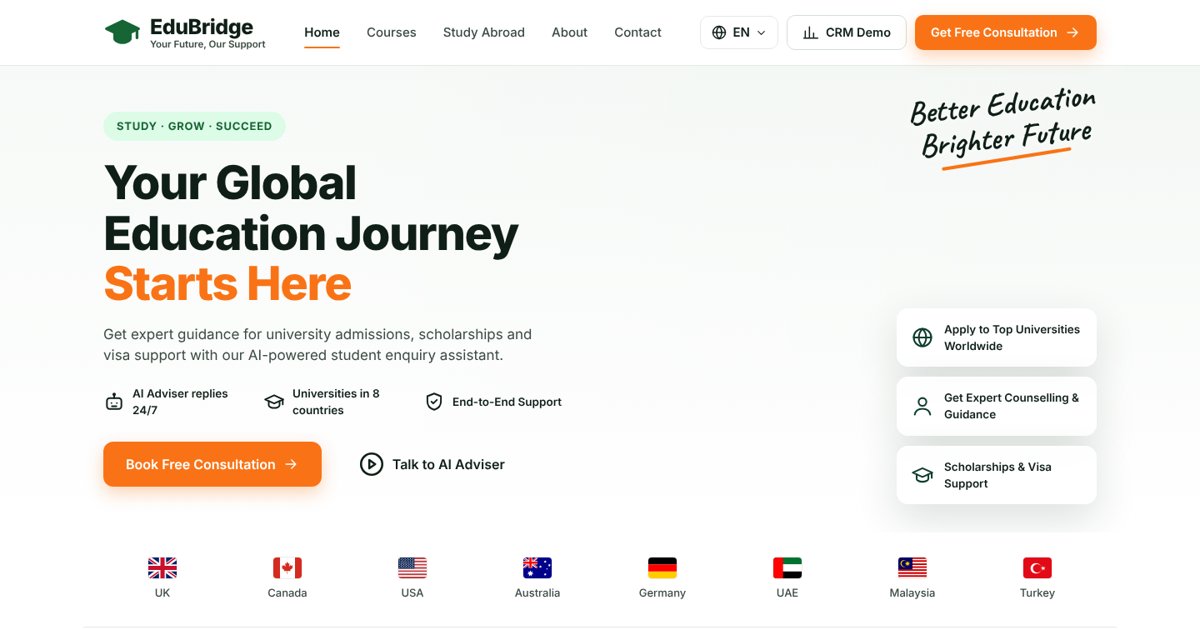 EduBridge
Your Future, Our Support
Home
Courses
Study Abroad
About
Contact
EN
CRM Demo
Get Free Consultation
STUDY · GROW · SUCCEED
Your Global
Education Journey
Starts Here
Get expert guidance for university admissions, scholarships and
visa support with our AI-powered student enquiry assistant.
AI Adviser replies
24/7
Universities in 8
countries
End-to-End Support
Book Free Consultation
Talk to AI Adviser
Better Education
Brighter Future
Apply to Top Universities
Worldwide
Get Expert Counselling &
Guidance
Scholarships & Visa
Support
UK
Canada
USA
Australia
Germany
UAE
Malaysia
Turkey